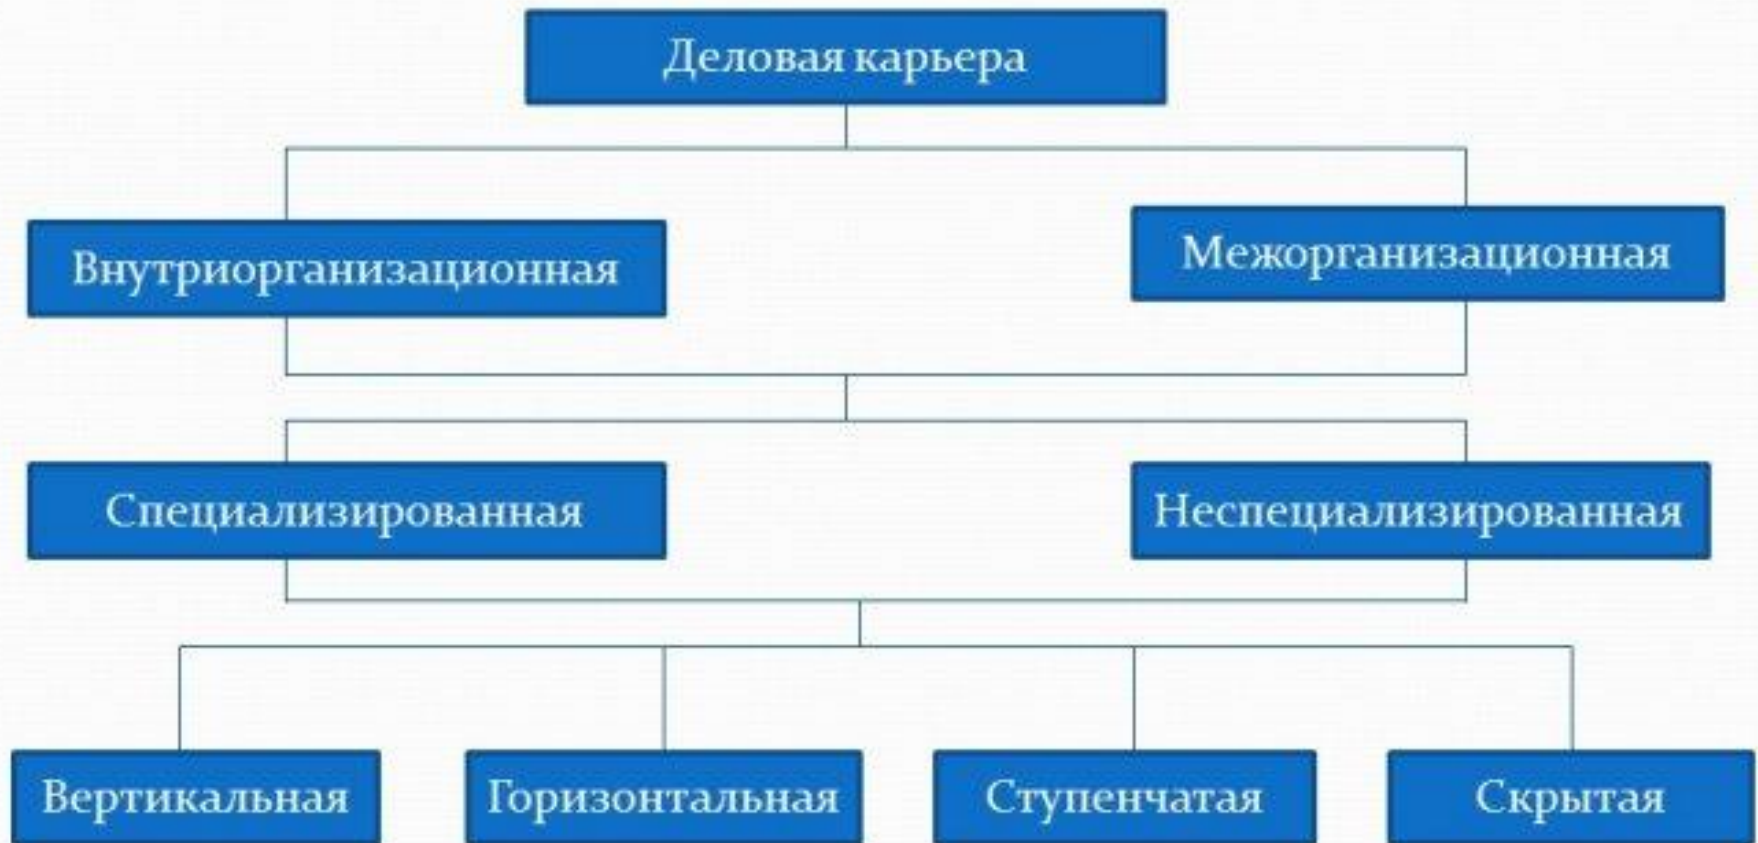 Деловая карьера
Внутриорганизационная
Межорганизационная
Специализированная
Неспециализированная
Вертикальная
Горизонтальная
Ступенчатая
Скрытая